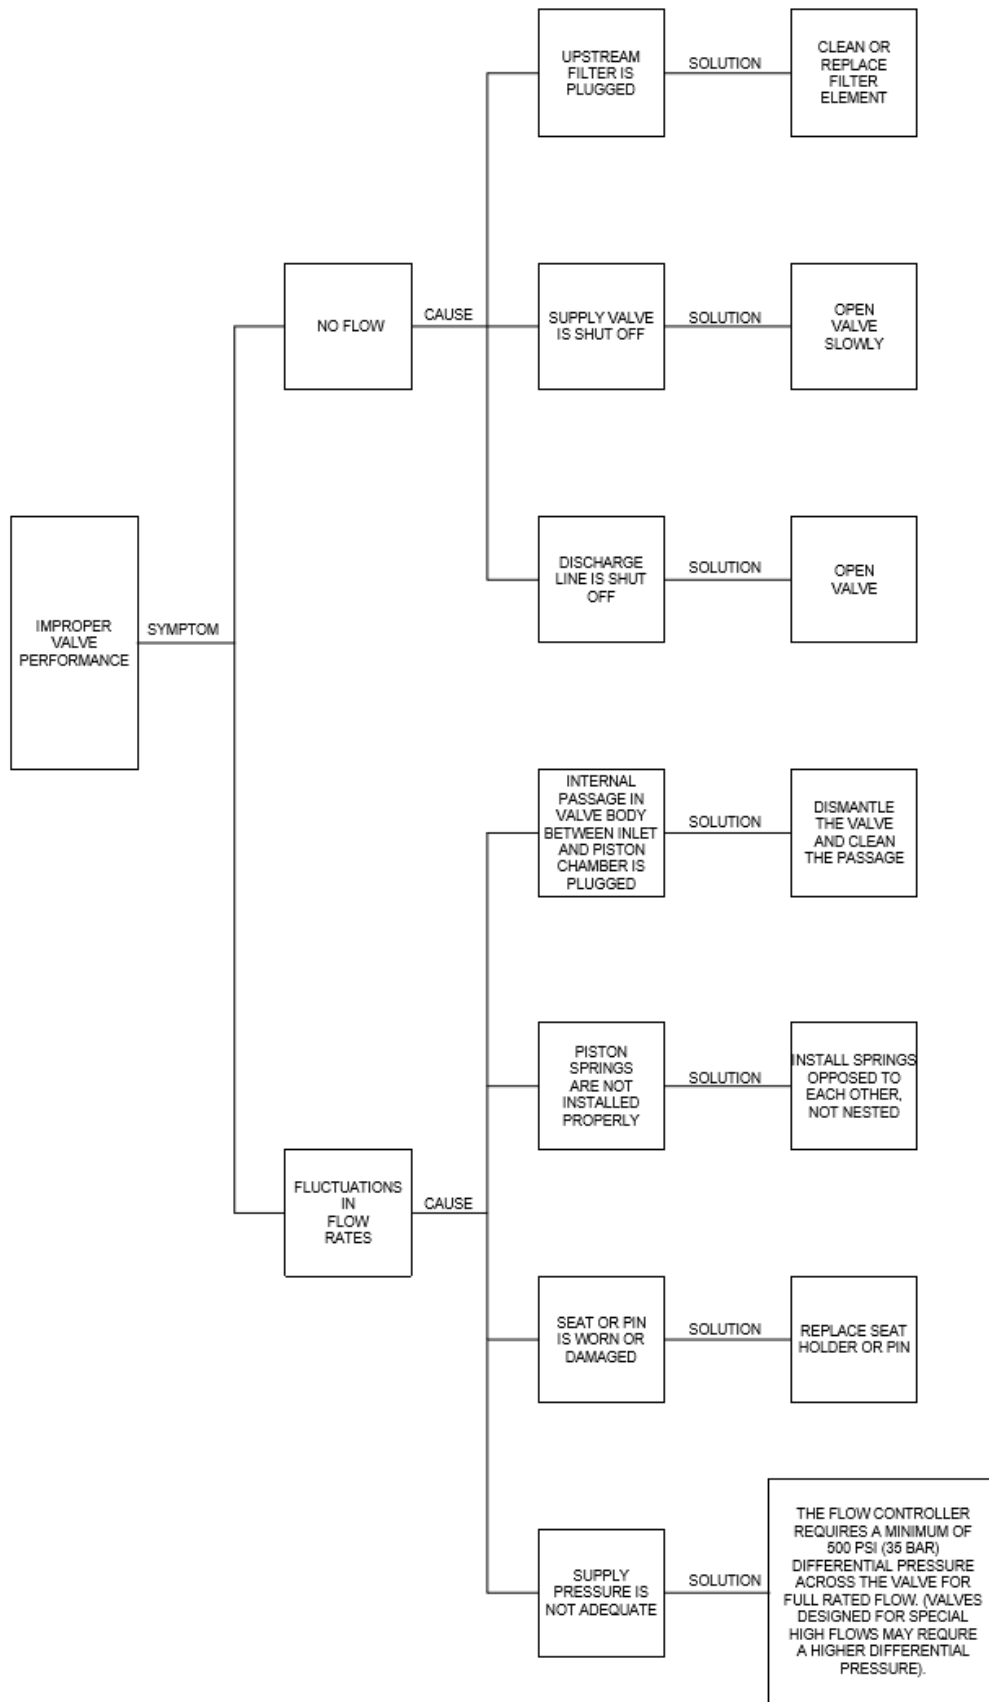 UPSTREAM
FILTER IS
PLUGGED
SOLUTION
CLEAN OR
REPLACE
FILTER
ELEMENT
NO FLOW
CAUSE
SUPPLY VALVE
IS SHUT OFF
SOLUTION
OPEN
VALVE
SLOWLY
DISCHARGE
LINE IS SHUT
OFF
SOLUTION
OPEN
VALVE
IMPROPER
VALVE
PERFORMANCE
SYMPTOM
INTERNAL
PASSAGE IN
VALVE BODY
BETWEEN INLET
AND PISTON
CHAMBER IS
PLUGGED
SOLUTION
DISMANTLE
THE VALVE
AND CLEAN
THE PASSAGE
PISTON
SPRINGS
ARE NOT
INSTALLED
PROPERLY
SOLUTION
INSTALL SPRINGS
OPPOSED TO
EACH OTHER,
NOT NESTED
FLUCTUATIONS
IN
FLOW
RATES
CAUSE
SEAT OR PIN
IS WORN OR
DAMAGED
SOLUTION
REPLACE SEAT
HOLDER OR PIN
SUPPLY
PRESSURE IS
NOT ADEQUATE
SOLUTION
THE FLOW CONTROLLER
REQUIRES A MINIMUM OF
500 PSI (35 BAR)
DIFFERENTIAL PRESSURE
ACROSS THE VALVE FOR
FULL RATED FLOW. (VALVES
DESIGNED FOR SPECIAL
HIGH FLOWS MAY REQURE
A HIGHER DIFFERENTIAL
PRESSURE).